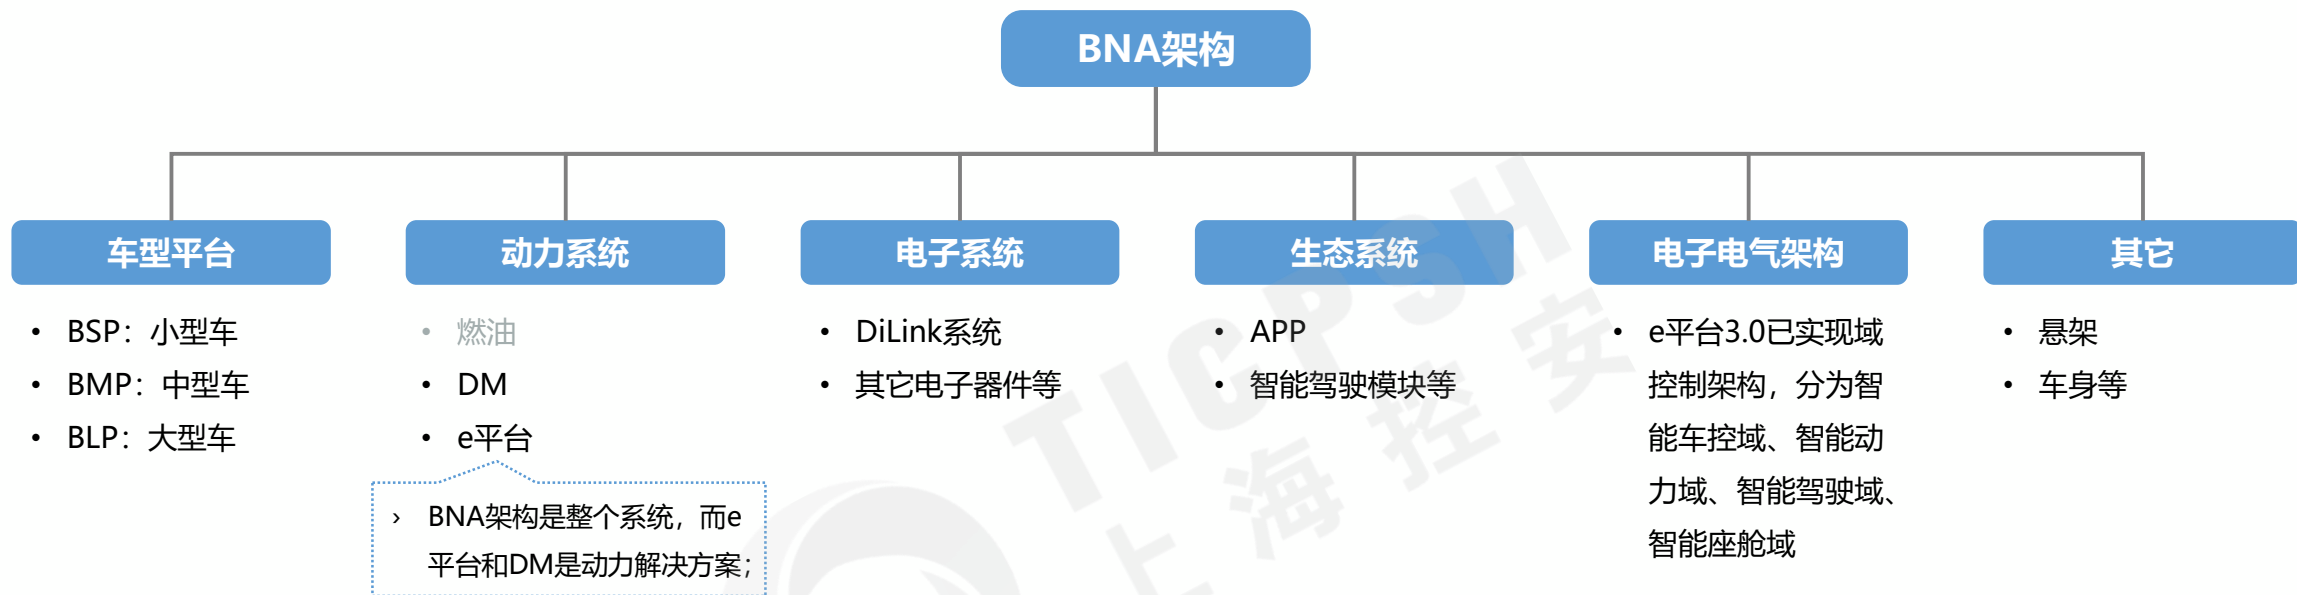 BNA架构
车型平台
动力系统
电子系统
生态系统
电子电气架构
其它
• BSP：小型车
• BMP：中型车
• BLP：大型车
• 燃油
• DM
• e平台
› BNA架构是整个系统，而e
平台和DM是动力解决方案；
• DiLink系统
• 其它电子器件等
• APP
• 智能驾驶模块等
• e平台3.0已实现域
控制架构，分为智
能车控域、智能动
力域、智能驾驶域、
智能座舱域
• 悬架
• 车身等
TICPSH
上海控安